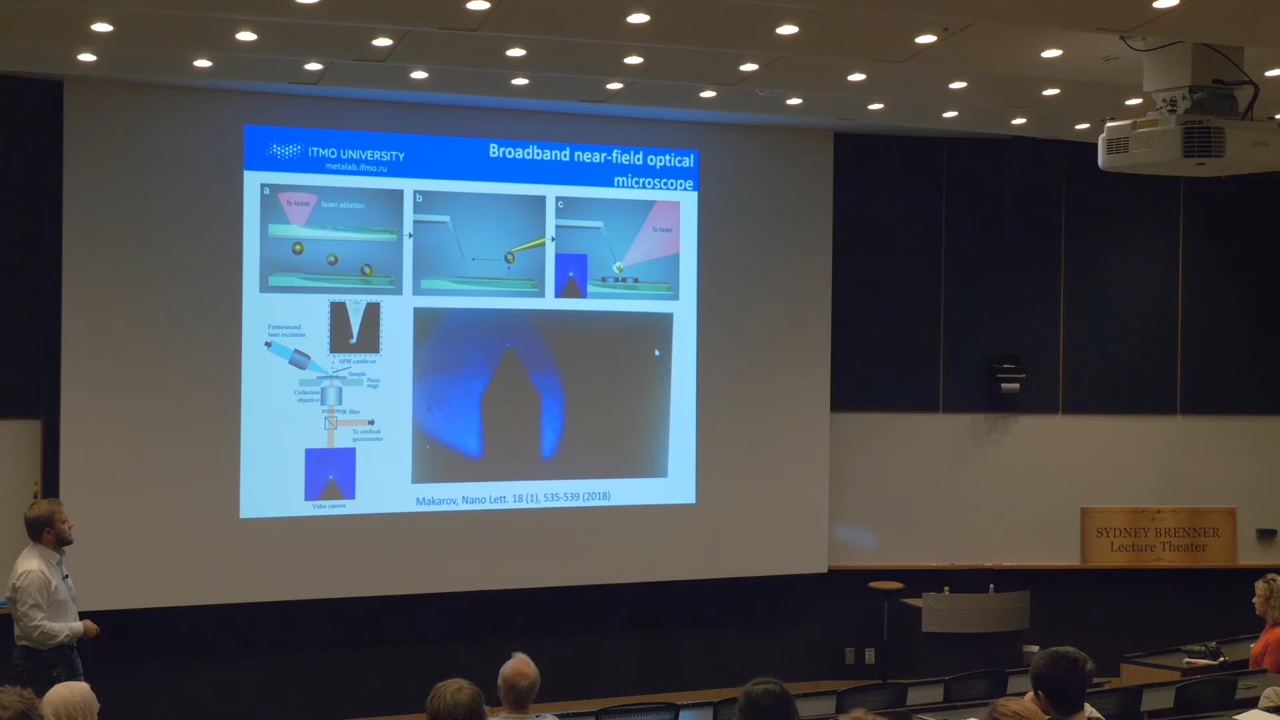 ITMO UNIVERSITY
metalab.ifmo.ru
Broadband near-field optical
microscope
a
fs-laser
laser ablation
b
c
fs-laser
Femtosecond
laser excitation
AFM cantilever
Sample
Piezo
stage
Collection
objective
filter
To confocal
spectrometer
Video camera
Makarov, Nano Lett. 18 (1), 535-539 (2018)
SYDNEY BRENNER
Lecture Theater